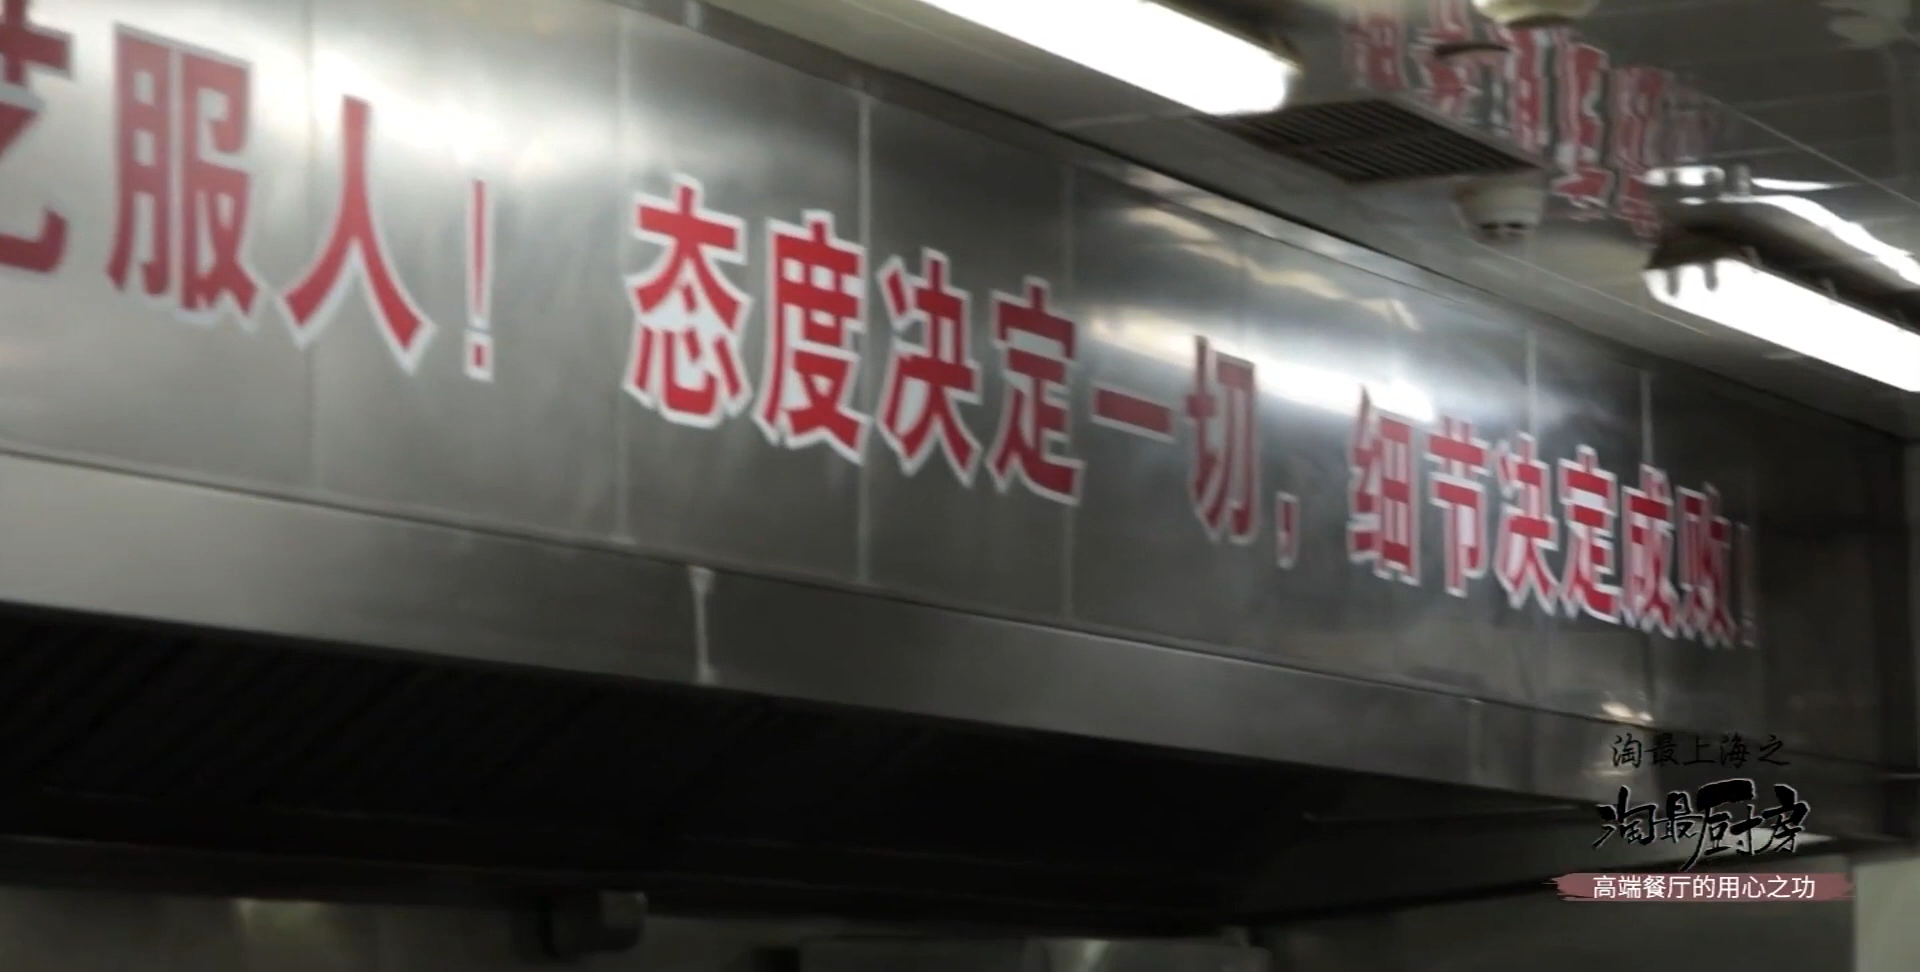 艺服人！ 态度决定一切，细节决定成败！
淘最上海之
淘最厨房
高端餐厅的用心之功